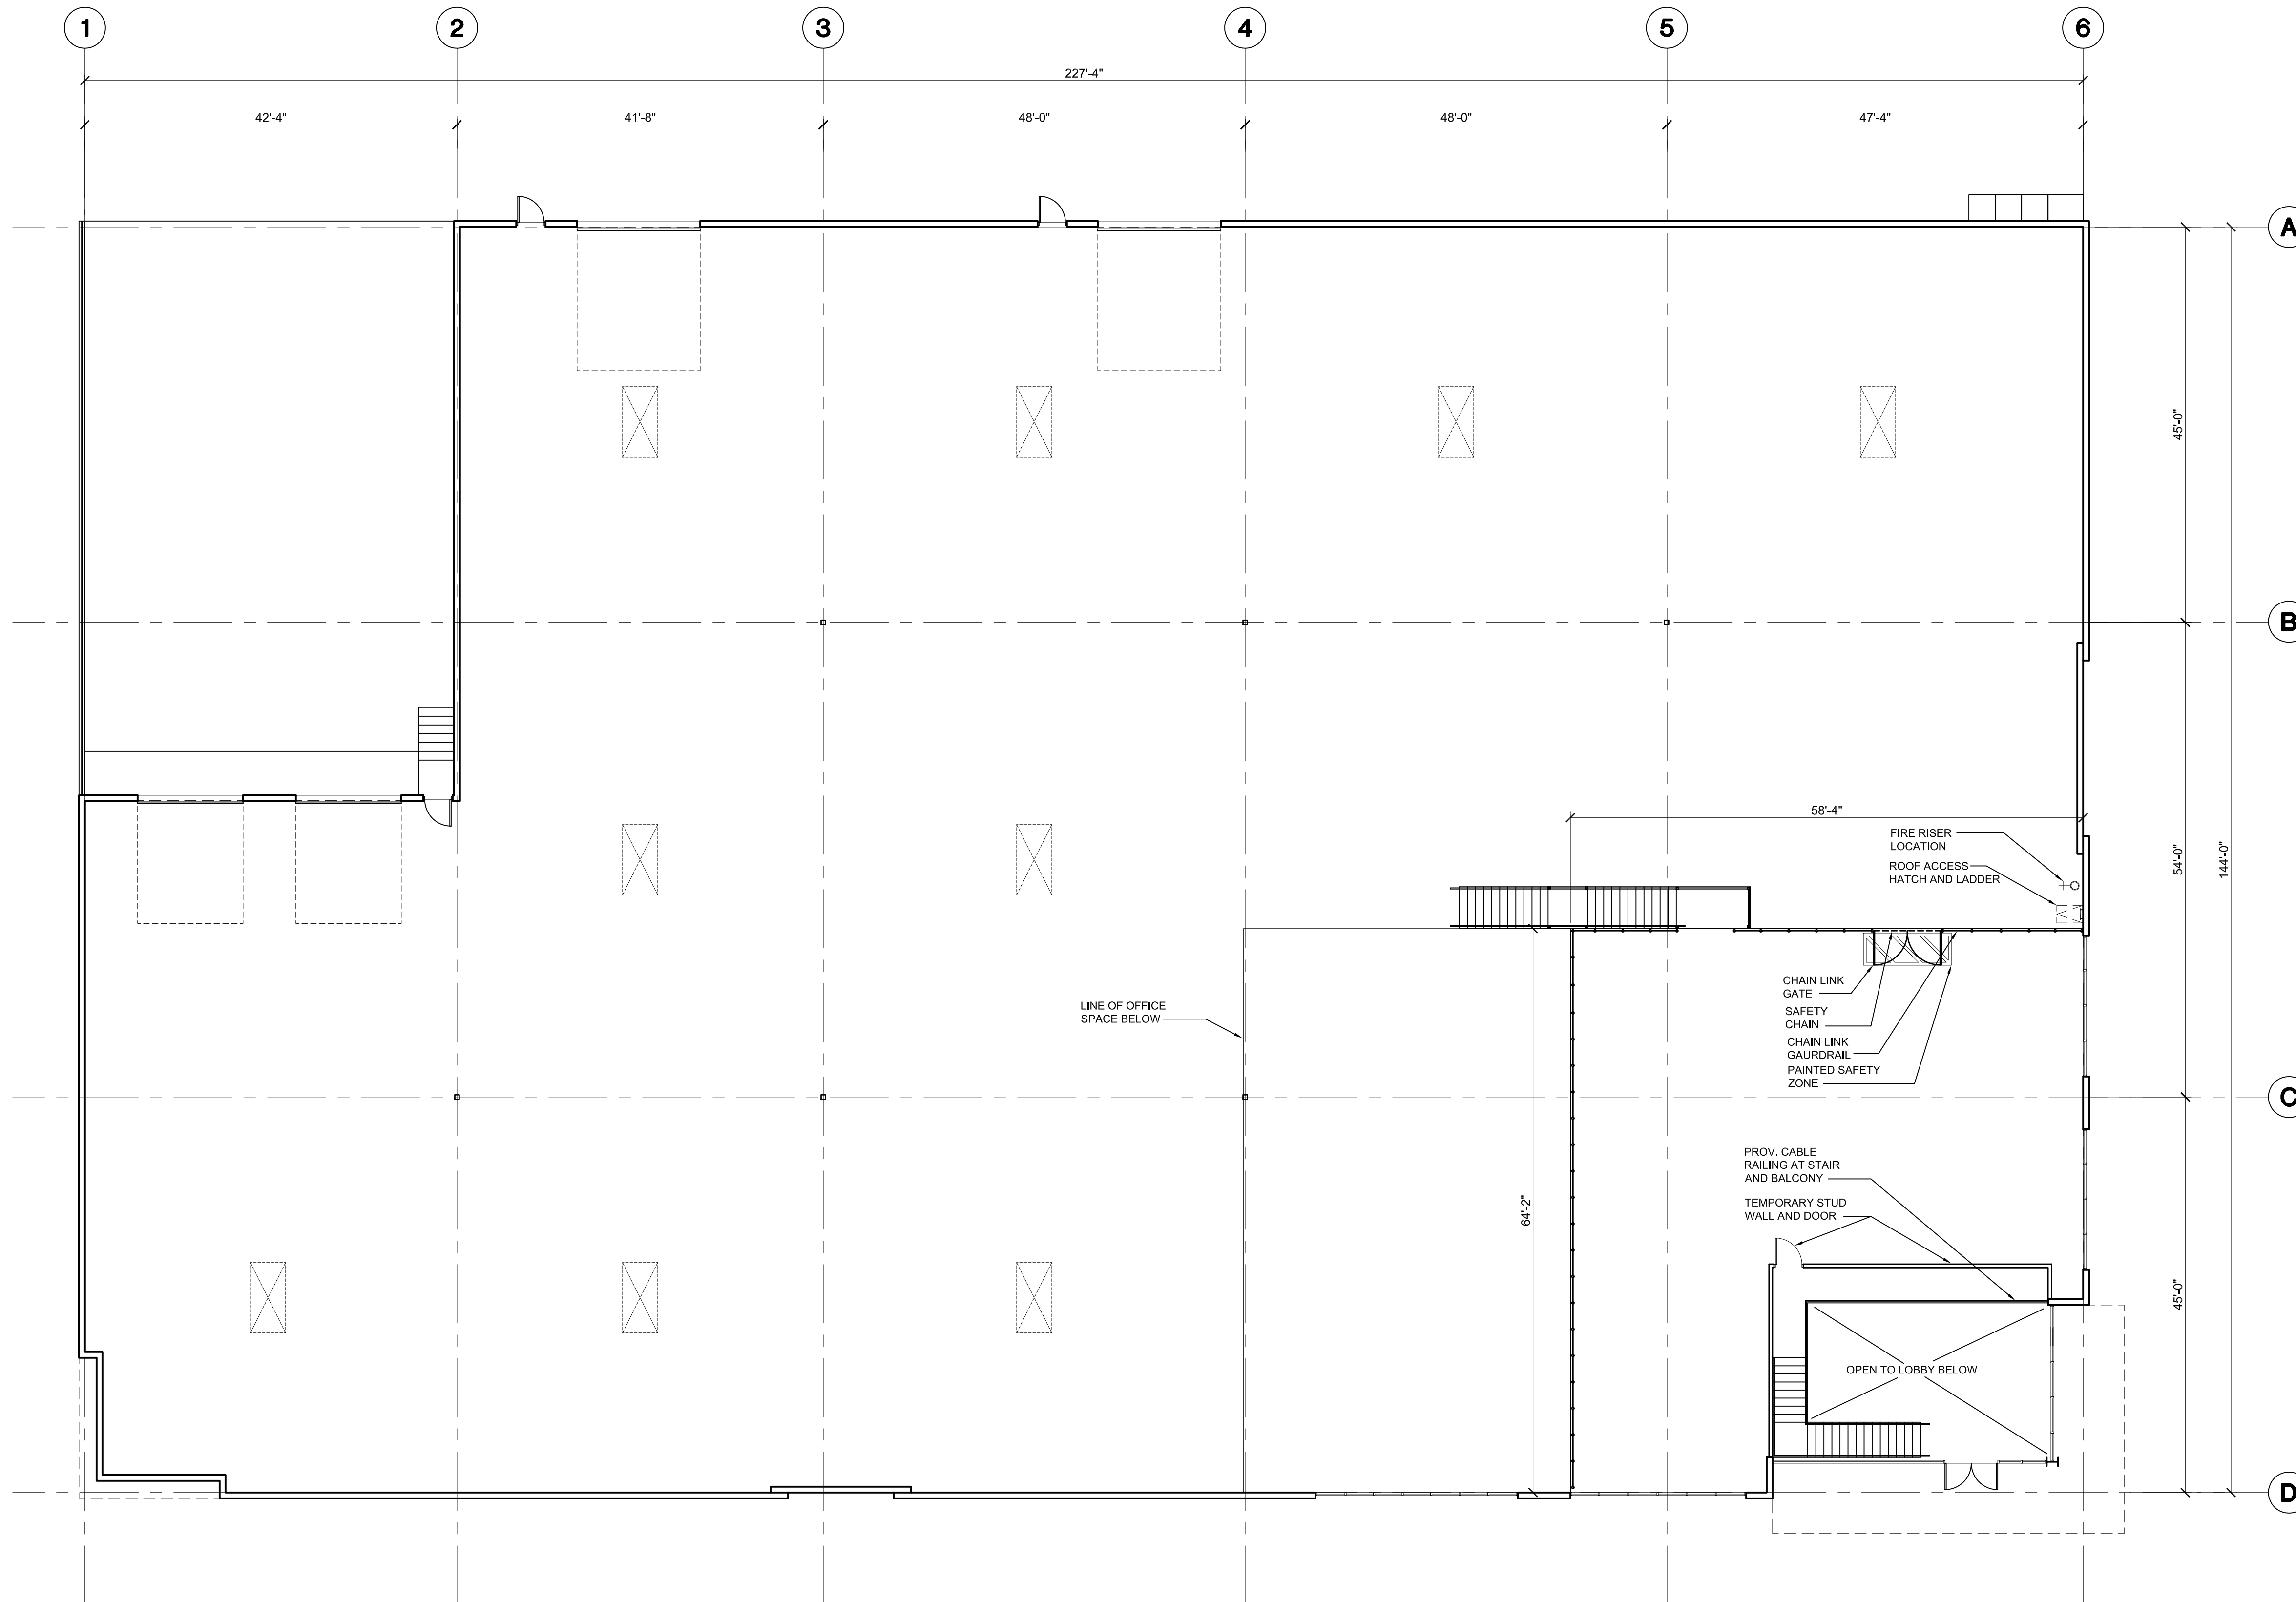 1 2 3 4 5 6
227'-4"
42'-4" 41'-8" 48'-0" 48'-0" 47'-4"
A
45'-0"
B
58'-4"
FIRE RISER
LOCATION
ROOF ACCESS
HATCH AND LADDER
54'-0"
144'-0"
LINE OF OFFICE
SPACE BELOW
CHAIN LINK
GATE
SAFETY
CHAIN
CHAIN LINK
GAURDRAIL
PAINTED SAFETY
ZONE
C
PROV. CABLE
RAILING AT STAIR
AND BALCONY
64'-2"
TEMPORARY STUD
WALL AND DOOR
45'-0"
OPEN TO LOBBY BELOW
D